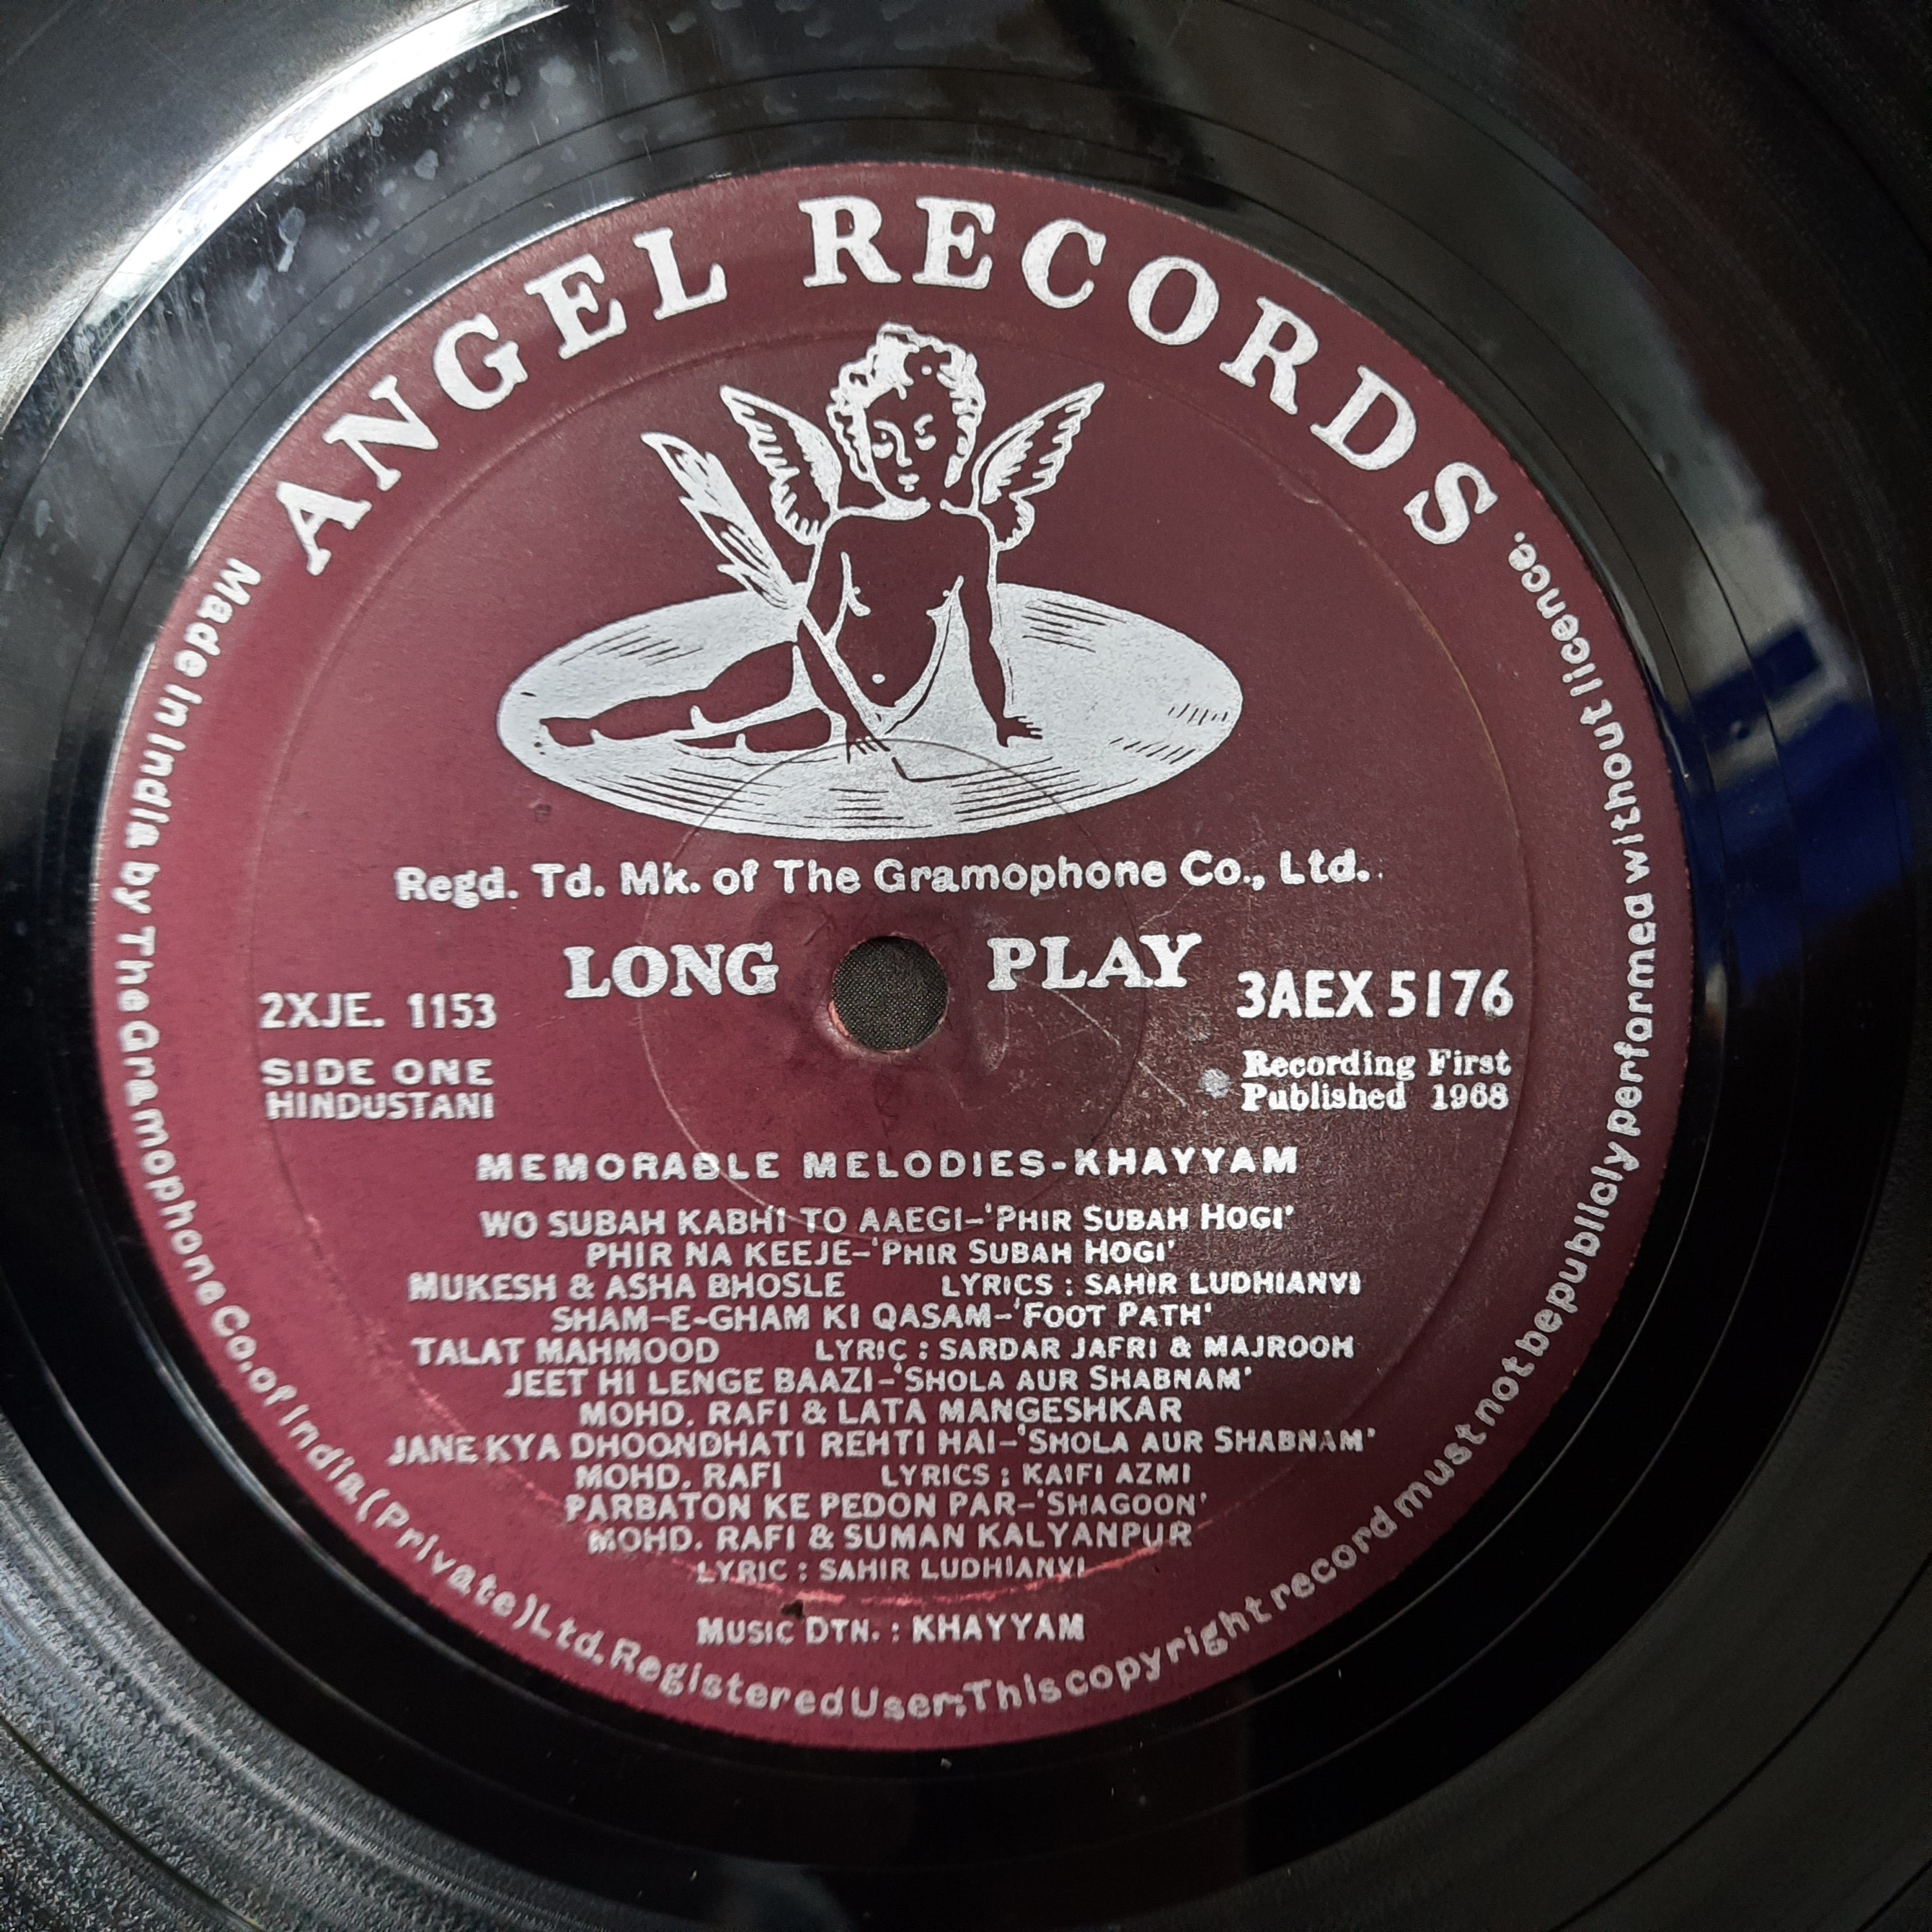 ANGEL RECORDS
Regd. Td. Mk. of The Gramophone Co., Ltd.
LONG PLAY
2XJE. 1153
SIDE ONE
HINDUSTANI
3AEX 5176
Recording First
Published 1968
MEMORABLE MELODIES-KHAYYAM
WO SUBAH KABHI TO AAEGI-'PHIR SUBAH HOGI'
PHIR NA KEEJE-'PHIR SUBAH HOGI'
MUKESH & ASHA BHOSLE LYRICS : SAHIR LUDHIANVI
SHAM-E-GHAM KI QASAM-'FOOT PATH'
TALAT MAHMOOD LYRIC : SARDAR JAFRI & MAJROOH
JEET HI LENGE BAAZI-'SHOLA AUR SHABNAM'
MOHD. RAFI & LATA MANGESHKAR
JANE KYA DHOONDHATI REHTI HAI-'SHOLA AUR SHABNAM'
MOHD. RAFI LYRICS : KAIFI AZMI
PARBATON KE PEDON PAR-'SHAGOON'
MOHD. RAFI & SUMAN KALYANPUR
LYRIC : SAHIR LUDHIANVI
MUSIC DTN. : KHAYYAM
Made in India by The Gramophone Co. of India (Private) Ltd. Registered User; This copyright record must not be publicly performed without licence.